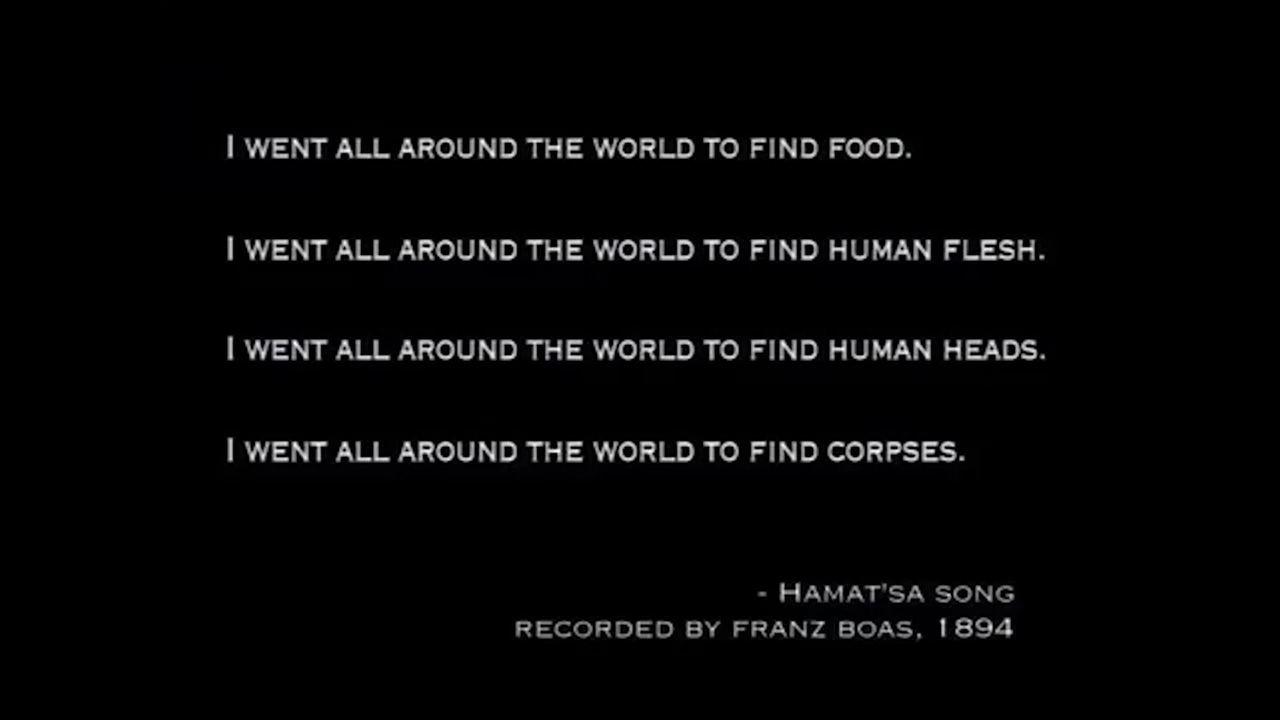 I WENT ALL AROUND THE WORLD TO FIND FOOD.
I WENT ALL AROUND THE WORLD TO FIND HUMAN FLESH.
I WENT ALL AROUND THE WORLD TO FIND HUMAN HEADS.
I WENT ALL AROUND THE WORLD TO FIND CORPSES.
- HAMAT'SA SONG
RECORDED BY FRANZ BOAS, 1894